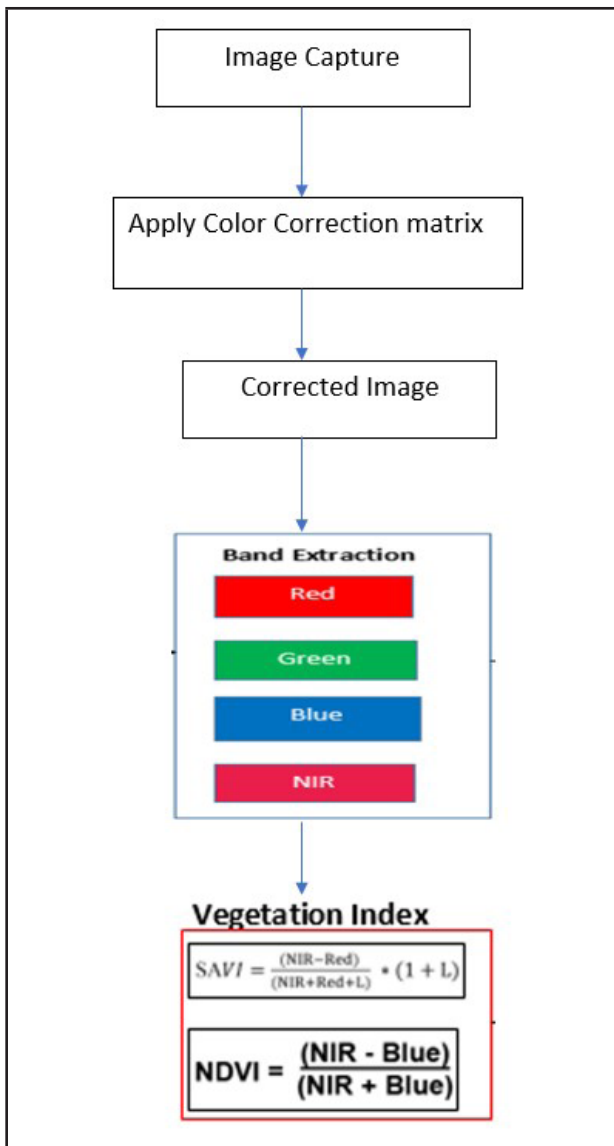 Image Capture
Apply Color Correction matrix
Corrected Image
Band Extraction
Red
Green
Blue
NIR
Vegetation Index
SAVI = (NIR−Red) / (NIR+Red+L) * (1 + L)
NDVI = (NIR - Blue) / (NIR + Blue)